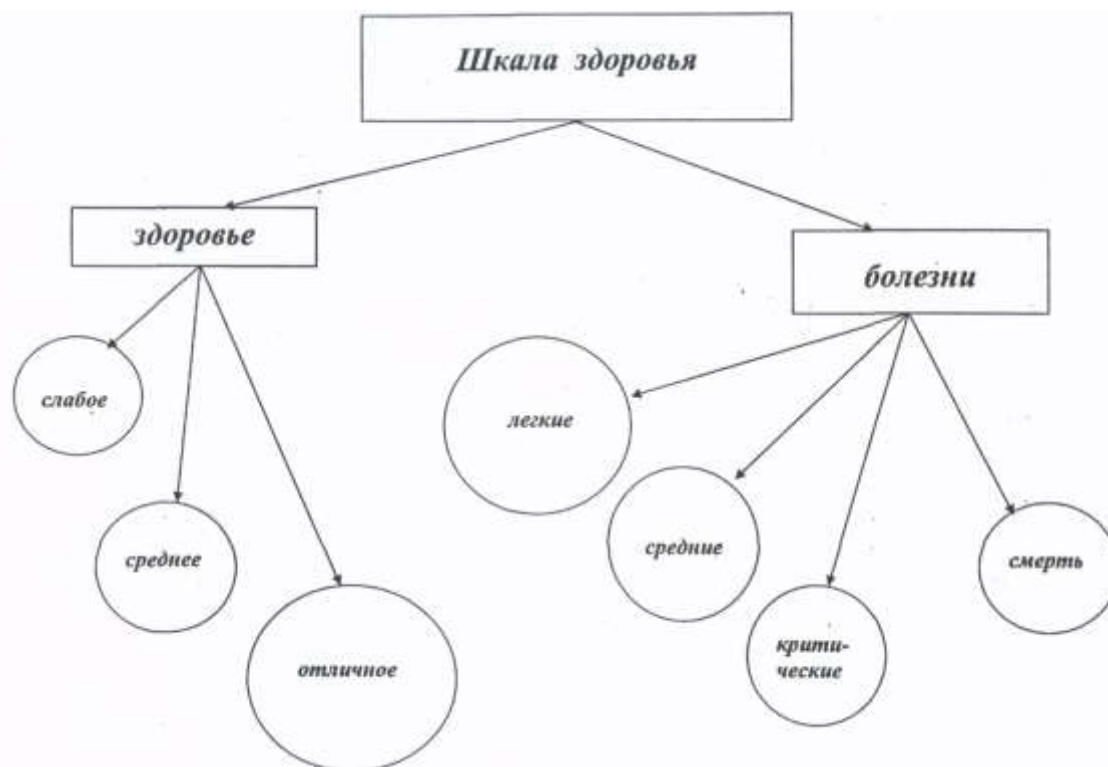 Шкала здоровья
здоровье
болезни
слабое
легкие
средние
среднее
смерть
крити-
ческие
отличное